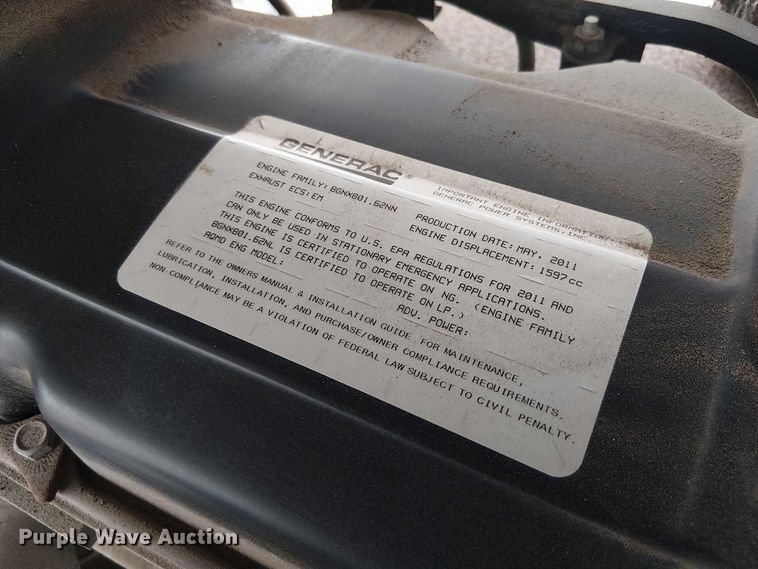 GENERAC®
IMPORTANT ENGINE INFORMATION
GENERAC POWER SYSTEMS, INC.
ENGINE FAMILY: BGNXB01.62NN
PRODUCTION DATE: MAY, 2011
EXHAUST ECS: EM
ENGINE DISPLACEMENT: 1597cc
THIS ENGINE CONFORMS TO U.S. EPA REGULATIONS FOR 2011 AND
CAN ONLY BE USED IN STATIONARY EMERGENCY APPLICATIONS.
THIS ENGINE IS CERTIFIED TO OPERATE ON NG. (ENGINE FAMILY
BGNXB01.62NL IS CERTIFIED TO OPERATE ON LP.)
AQMD ENG MODEL:
ADV. POWER:
REFER TO THE OWNERS MANUAL & INSTALLATION GUIDE FOR MAINTENANCE,
LUBRICATION, INSTALLATION, AND PURCHASE/OWNER COMPLIANCE REQUIREMENTS.
NON COMPLIANCE MAY BE A VIOLATION OF FEDERAL LAW SUBJECT TO CIVIL PENALTY.
Purple Wave Auction